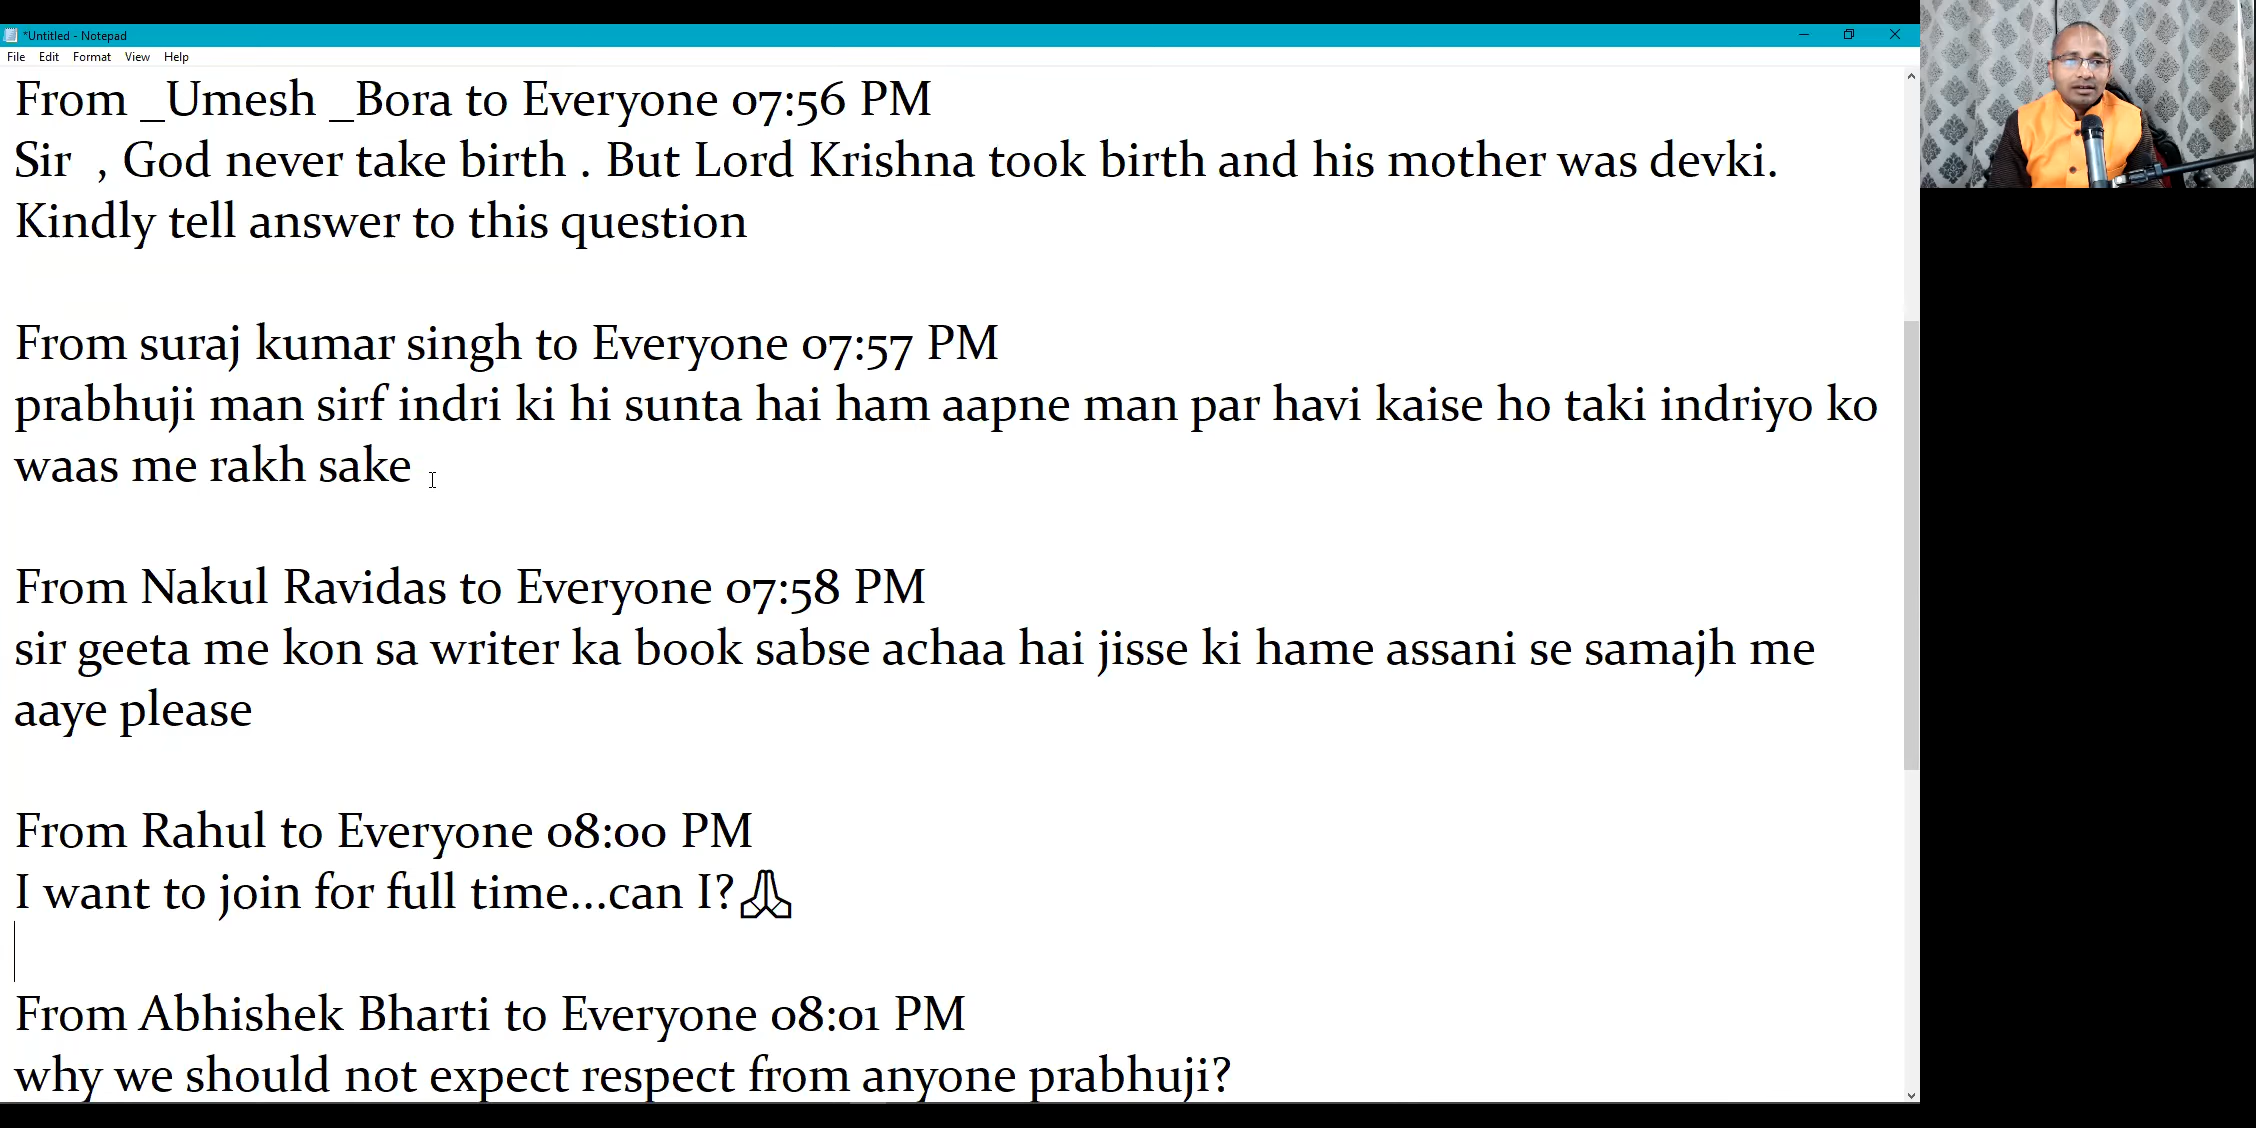 *Untitled - Notepad
File Edit Format View Help
From _Umesh _Bora to Everyone 07:56 PM
Sir , God never take birth . But Lord Krishna took birth and his mother was devki.
Kindly tell answer to this question
From suraj kumar singh to Everyone 07:57 PM
prabhuji man sirf indri ki hi sunta hai ham aapne man par havi kaise ho taki indriyo ko
waas me rakh sake
From Nakul Ravidas to Everyone 07:58 PM
sir geeta me kon sa writer ka book sabse achaa hai jisse ki hame assani se samajh me
aaye please
From Rahul to Everyone 08:00 PM
I want to join for full time...can I?🙏
From Abhishek Bharti to Everyone 08:01 PM
why we should not expect respect from anyone prabhuji?